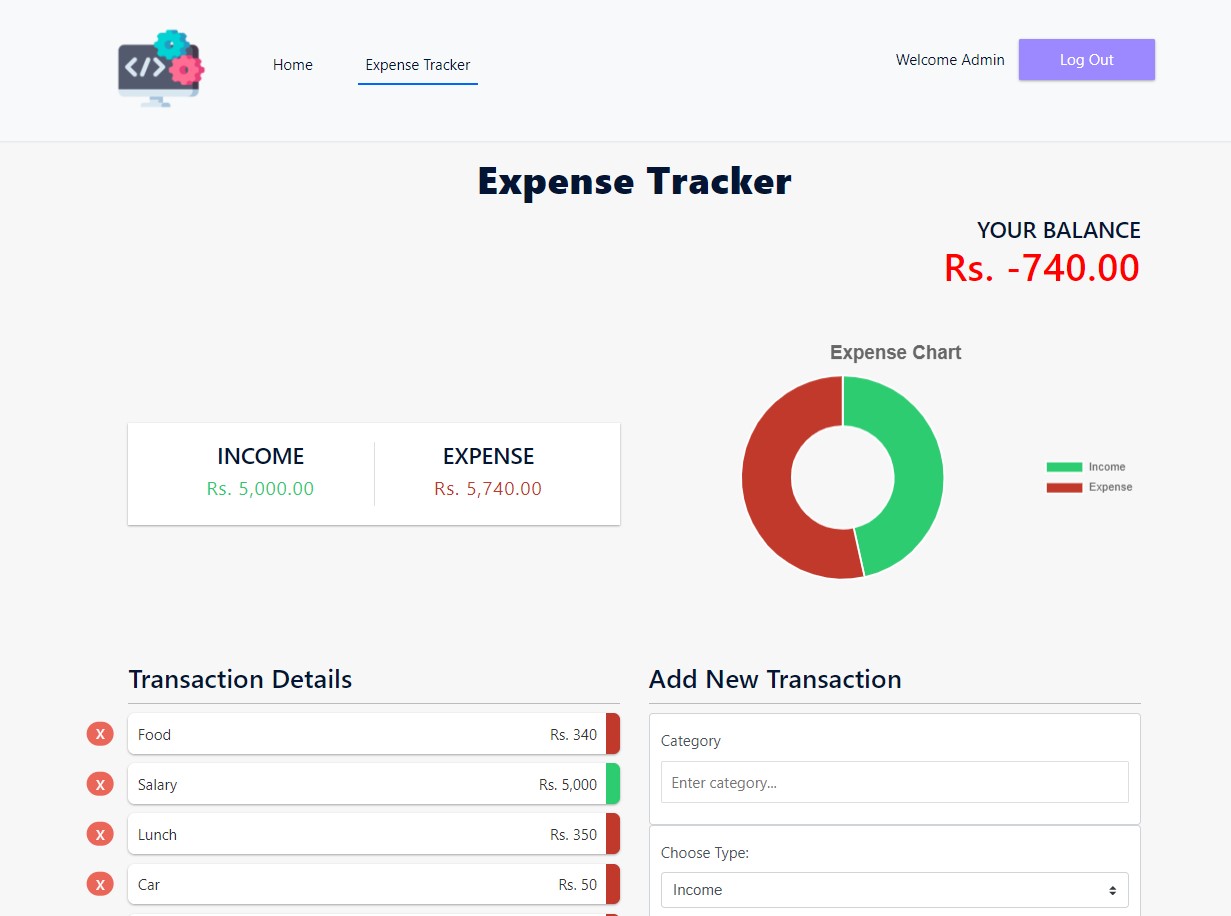 </>
Home
Expense Tracker
Welcome Admin
Log Out
Expense Tracker
YOUR BALANCE
Rs. -740.00
Expense Chart
INCOME
Rs. 5,000.00
EXPENSE
Rs. 5,740.00
Income
Expense
Transaction Details
X
Food
Rs. 340
X
Salary
Rs. 5,000
X
Lunch
Rs. 350
X
Car
Rs. 50
Add New Transaction
Category
Enter category...
Choose Type:
Income